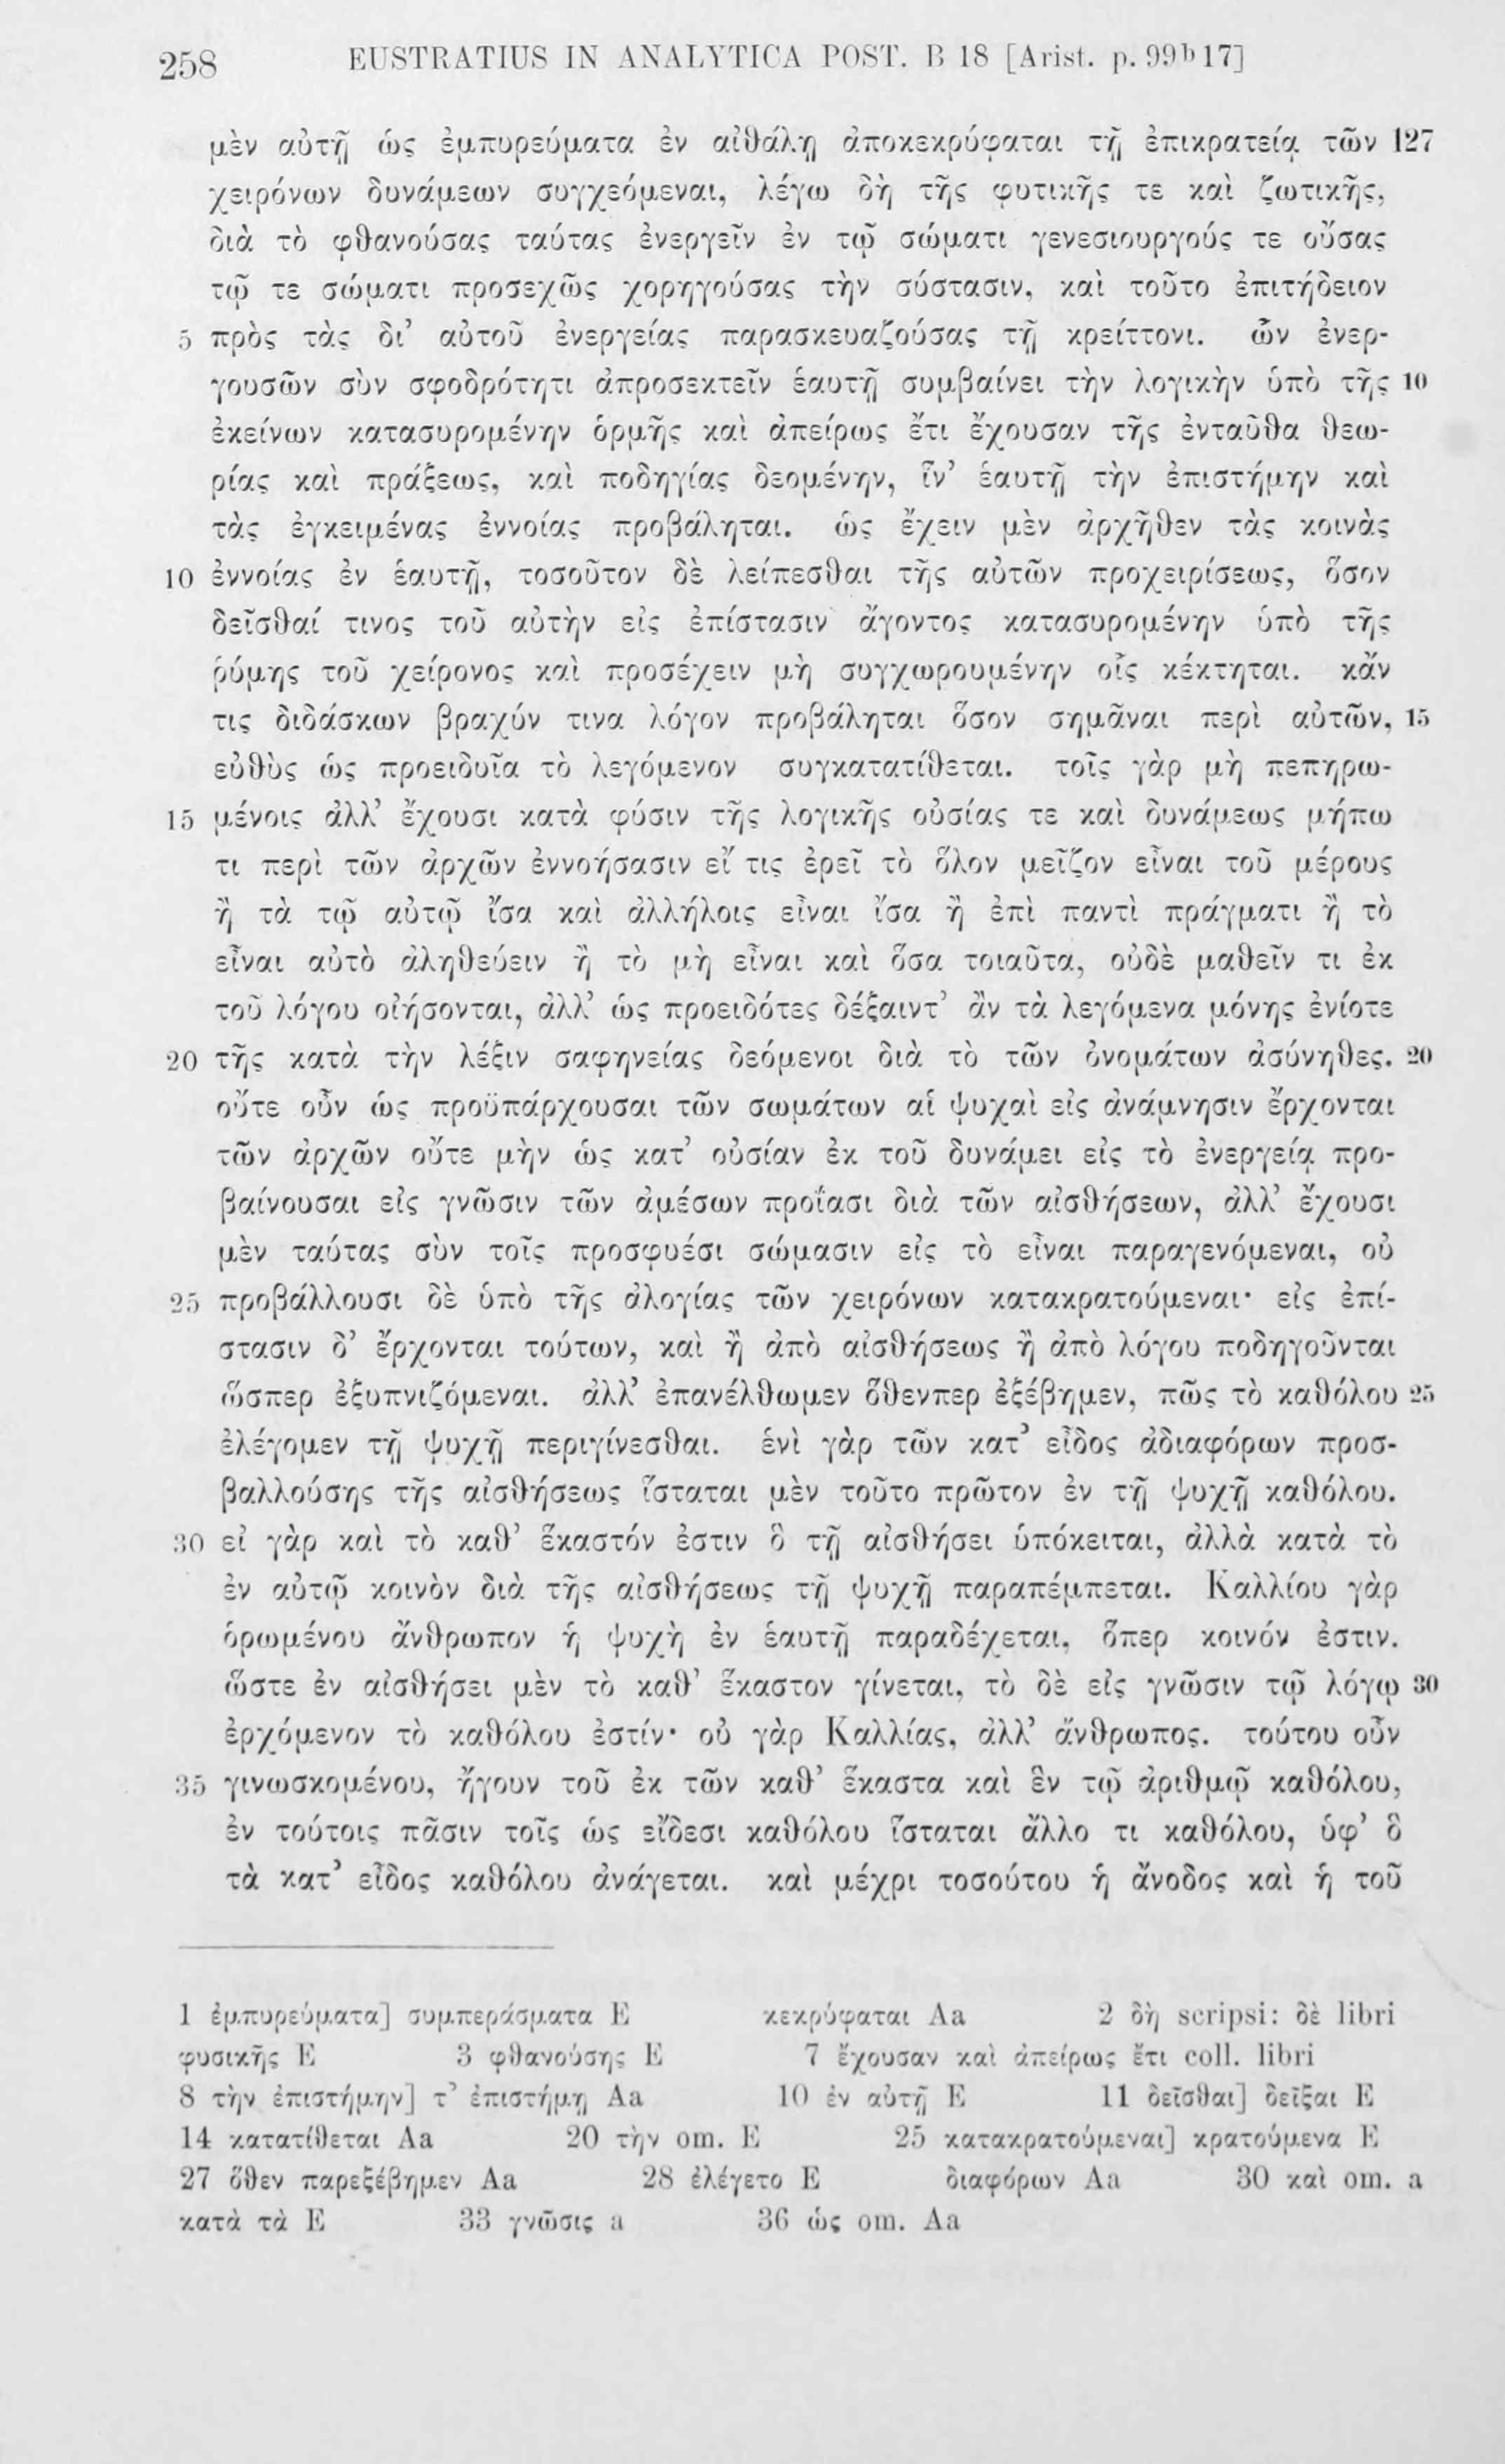 258 EUSTRATIUS IN ANALYTICA POST. B 18 [Arist. p. 99b17]
μὲν αὐτῇ ὡς ἐμπυρεύματα ἐν αἰθάλῃ ἀποκεκρύφαται τῇ ἐπικρατείᾳ τῶν 127
χειρόνων δυνάμεων συγχεόμεναι, λέγω δὴ τῆς φυτικῆς τε καὶ ζωτικῆς,
διὰ τὸ φθανούσας ταύτας ἐνεργεῖν ἐν τῷ σώματι γενεσιουργούς τε οὔσας
τῷ τε σώματι προσεχῶς χορηγούσας τὴν σύστασιν, καὶ τοῦτο ἐπιτήδειον
5 πρὸς τὰς δι' αὐτοῦ ἐνεργείας παρασκευαζούσας τῇ κρείττονι. ὧν ἐνερ-
γουσῶν σὺν σφοδρότητι ἀπροσεκτεῖν ἑαυτῇ συμβαίνει τὴν λογικὴν ὑπὸ τῆς 10
ἐκείνων κατασυρομένην ὁρμῆς καὶ ἀπείρως ἔτι ἔχουσαν τῆς ἐνταῦθα θεω-
ρίας καὶ πράξεως, καὶ ποδηγίας δεομένην, ἵν' ἑαυτῇ τὴν ἐπιστήμην καὶ
τὰς ἐγκειμένας ἐννοίας προβάληται. ὡς ἔχειν μὲν ἀρχῆθεν τὰς κοινὰς
10 ἐννοίας ἐν ἑαυτῇ, τοσοῦτον δὲ λείπεσθαι τῆς αὐτῶν προχειρίσεως, ὅσον
δεῖσθαί τινος τοῦ αὐτὴν εἰς ἐπίστασιν ἄγοντος κατασυρομένην ὑπὸ τῆς
ῥύμης τοῦ χείρονος καὶ προσέχειν μὴ συγχωρουμένην οἷς κέκτηται. κἄν
τις διδάσκων βραχύν τινα λόγον προβάληται ὅσον σημᾶναι περὶ αὐτῶν, 15
εὐθὺς ὡς προειδυῖα τὸ λεγόμενον συγκατατίθεται. τοῖς γὰρ μὴ πεπηρω-
15 μένοις ἀλλ' ἔχουσι κατὰ φύσιν τῆς λογικῆς οὐσίας τε καὶ δυνάμεως μήπω
τι περὶ τῶν ἀρχῶν ἐννοήσασιν εἴ τις ἐρεῖ τὸ ὅλον μεῖζον εἶναι τοῦ μέρους
ἢ τὰ τῷ αὐτῷ ἴσα καὶ ἀλλήλοις εἶναι ἴσα ἢ ἐπὶ παντὶ πράγματι ἢ τὸ
εἶναι αὐτὸ ἀληθεύειν ἢ τὸ μὴ εἶναι καὶ ὅσα τοιαῦτα, οὐδὲ μαθεῖν τι ἐκ
τοῦ λόγου οἰήσονται, ἀλλ' ὡς προειδότες δέξαιντ' ἂν τὰ λεγόμενα μόνης ἐνίοτε
20 τῆς κατὰ τὴν λέξιν σαφηνείας δεόμενοι διὰ τὸ τῶν ὀνομάτων ἀσύνηθες. 20
οὔτε οὖν ὡς προϋπάρχουσαι τῶν σωμάτων αἱ ψυχαὶ εἰς ἀνάμνησιν ἔρχονται
τῶν ἀρχῶν οὔτε μὴν ὡς κατ' οὐσίαν ἐκ τοῦ δυνάμει εἰς τὸ ἐνεργείᾳ προ-
βαίνουσαι εἰς γνῶσιν τῶν ἀμέσων προΐασι διὰ τῶν αἰσθήσεων, ἀλλ' ἔχουσι
μὲν ταύτας σὺν τοῖς προσφυέσι σώμασιν εἰς τὸ εἶναι παραγενόμεναι, οὐ
25 προβάλλουσι δὲ ὑπὸ τῆς ἀλογίας τῶν χειρόνων κατακρατούμεναι· εἰς ἐπί-
στασιν δ' ἔρχονται τούτων, καὶ ἢ ἀπὸ αἰσθήσεως ἢ ἀπὸ λόγου ποδηγοῦνται
ὥσπερ ἐξυπνιζόμεναι. ἀλλ' ἐπανέλθωμεν ὅθενπερ ἐξέβημεν, πῶς τὸ καθόλου 25
ἐλέγομεν τῇ ψυχῇ περιγίνεσθαι. ἑνὶ γὰρ τῶν κατ' εἶδος ἀδιαφόρων προσ-
βαλλούσης τῆς αἰσθήσεως ἵσταται μὲν τοῦτο πρῶτον ἐν τῇ ψυχῇ καθόλου.
30 εἰ γὰρ καὶ τὸ καθ' ἕκαστόν ἐστιν ὃ τῇ αἰσθήσει ὑπόκειται, ἀλλὰ κατὰ τὸ
ἐν αὐτῷ κοινὸν διὰ τῆς αἰσθήσεως τῇ ψυχῇ παραπέμπεται. Καλλίου γὰρ
ὁρωμένου ἄνθρωπον ἡ ψυχὴ ἐν ἑαυτῇ παραδέχεται, ὅπερ κοινόν ἐστιν.
ὥστε ἐν αἰσθήσει μὲν τὸ καθ' ἕκαστον γίνεται, τὸ δὲ εἰς γνῶσιν τῷ λόγῳ 30
ἐρχόμενον τὸ καθόλου ἐστίν· οὐ γὰρ Καλλίας, ἀλλ' ἄνθρωπος. τούτου οὖν
35 γινωσκομένου, ἤγουν τοῦ ἐκ τῶν καθ' ἕκαστα καὶ ἓν τῷ ἀριθμῷ καθόλου,
ἐν τούτοις πᾶσιν τοῖς ὡς εἴδεσι καθόλου ἵσταται ἄλλο τι καθόλου, ὑφ' ὃ
τὰ κατ' εἶδος καθόλου ἀνάγεται. καὶ μέχρι τοσούτου ἡ ἄνοδος καὶ ἡ τοῦ
1 ἐμπυρεύματα] συμπεράσματα E κεκρύφαται Aa 2 δὴ scripsi: δὲ libri
φυσικῆς E 3 φθανούσης E 7 ἔχουσαν καὶ ἀπείρως ἔτι coll. libri
8 τὴν ἐπιστήμην] τ' ἐπιστήμῃ Aa 10 ἐν αὐτῇ E 11 δεῖσθαι] δεῖξαι E
14 κατατίθεται Aa 20 τὴν om. E 25 κατακρατούμεναι] κρατούμενα E
27 ὅθεν παρεξέβημεν Aa 28 ἐλέγετο E διαφόρων Aa 30 καὶ om. a
κατὰ τὰ E 33 γνῶσις a 36 ὡς om. Aa